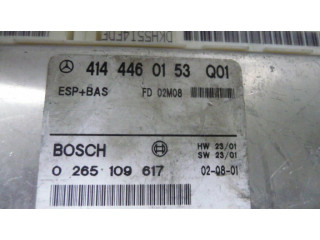 414 446 01 53 Q01
ESP+BAS FD 02M08
BOSCH HW 23/01
SW 23/01
0 265 109 617 02-08-01